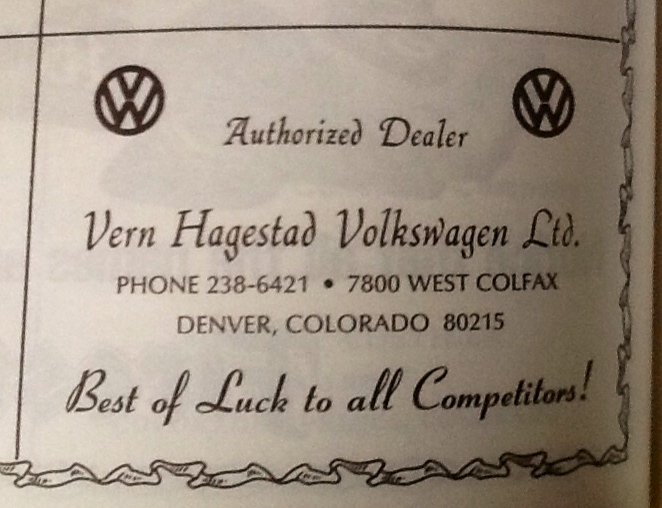 Authorized Dealer
Vern Hagestad Volkswagen Ltd.
PHONE 238-6421 • 7800 WEST COLFAX
DENVER, COLORADO 80215
Best of Luck to all Competitors!